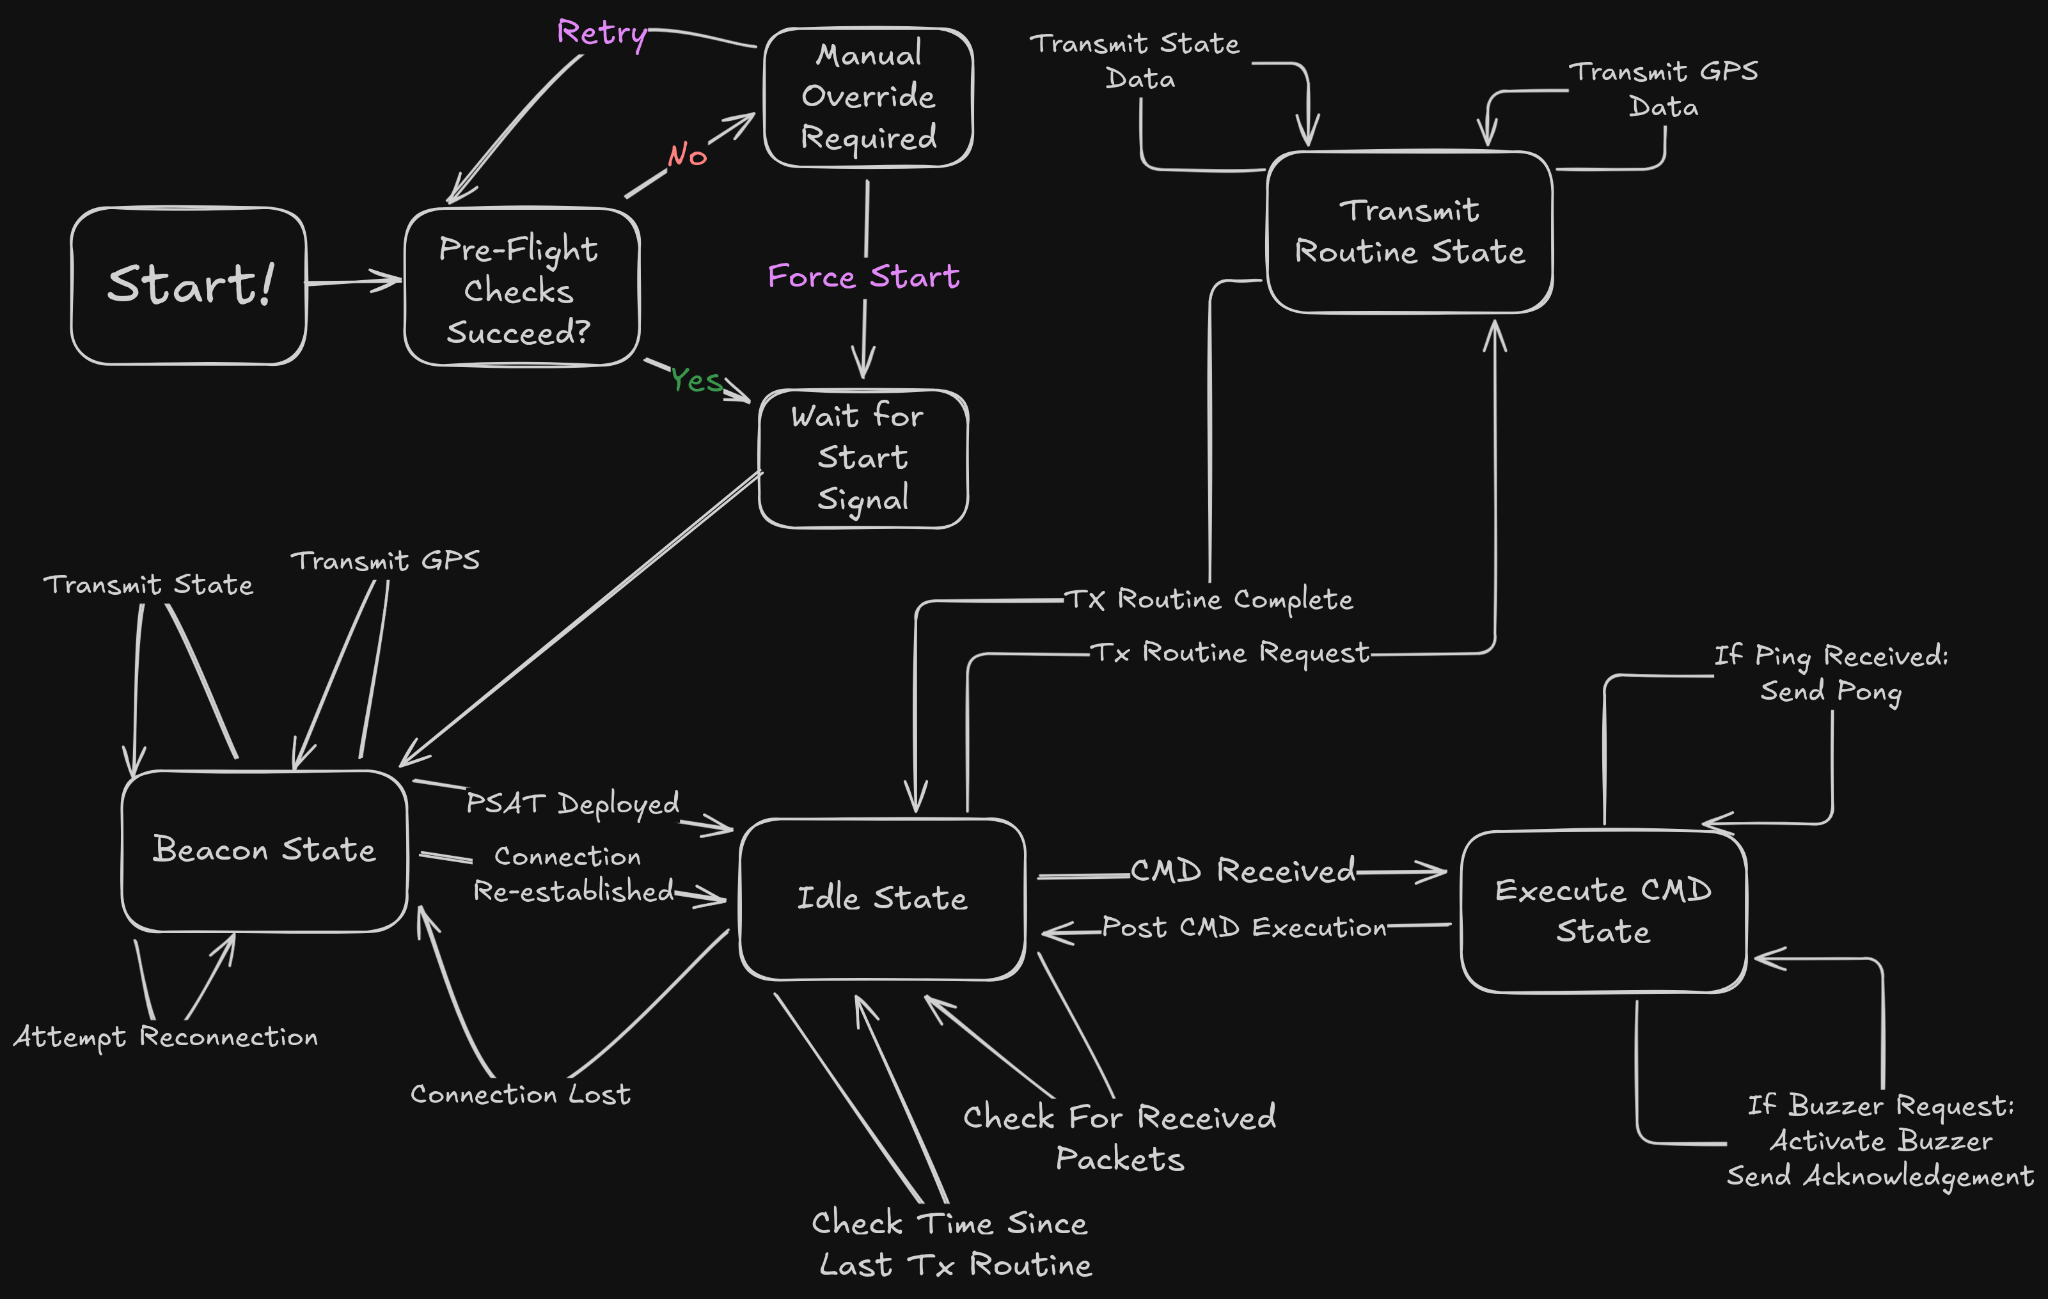 Retry
Manual
Override
Required
No
Start!
Pre-Flight
Checks
Succeed?
Force Start
Yes
Wait for
Start
Signal
Transmit State
Data
Transmit GPS
Data
Transmit
Routine State
TX Routine Complete
Tx Routine Request
Transmit State
Transmit GPS
Beacon State
PSAT Deployed
Connection
Re-established
Attempt Reconnection
Connection Lost
Idle State
CMD Received
Post CMD Execution
Check For Received
Packets
Check Time Since
Last Tx Routine
If Ping Received:
Send Pong
Execute CMD
State
If Buzzer Request:
Activate Buzzer
Send Acknowledgement